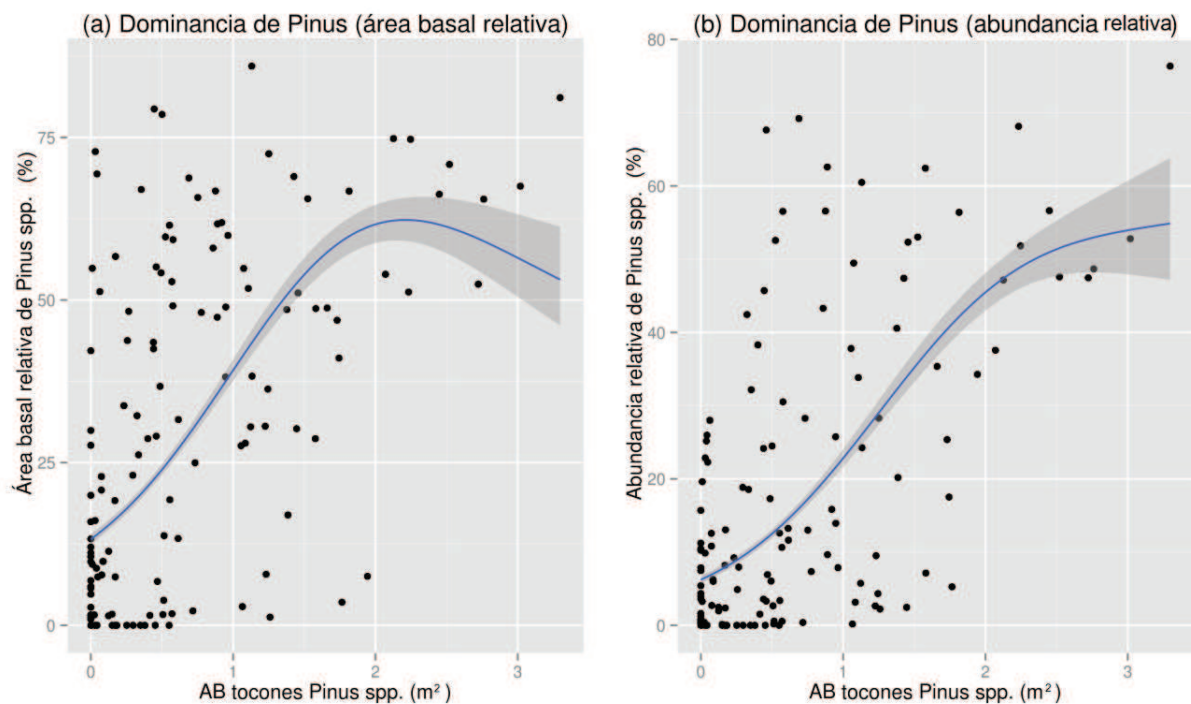 (a) Dominancia de Pinus (área basal relativa)
Área basal relativa de Pinus spp. (%)
75
50
25
0
0 1 2 3
AB tocones Pinus spp. (m²)
(b) Dominancia de Pinus (abundancia relativa)
Abundancia relativa de Pinus spp. (%)
80
60
40
20
0
0 1 2 3
AB tocones Pinus spp. (m²)